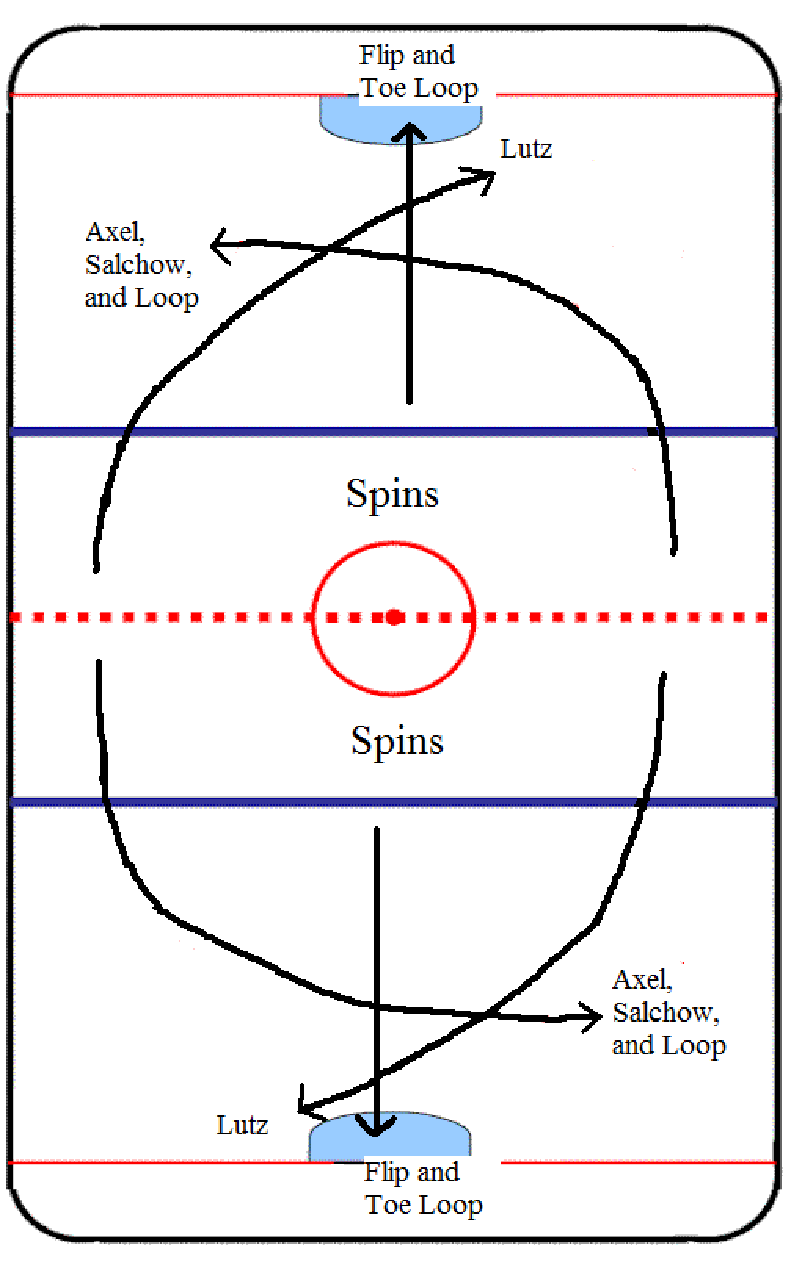 Flip and
Toe Loop
Lutz
Axel,
Salchow,
and Loop
Spins
Spins
Axel,
Salchow,
and Loop
Lutz
Flip and
Toe Loop